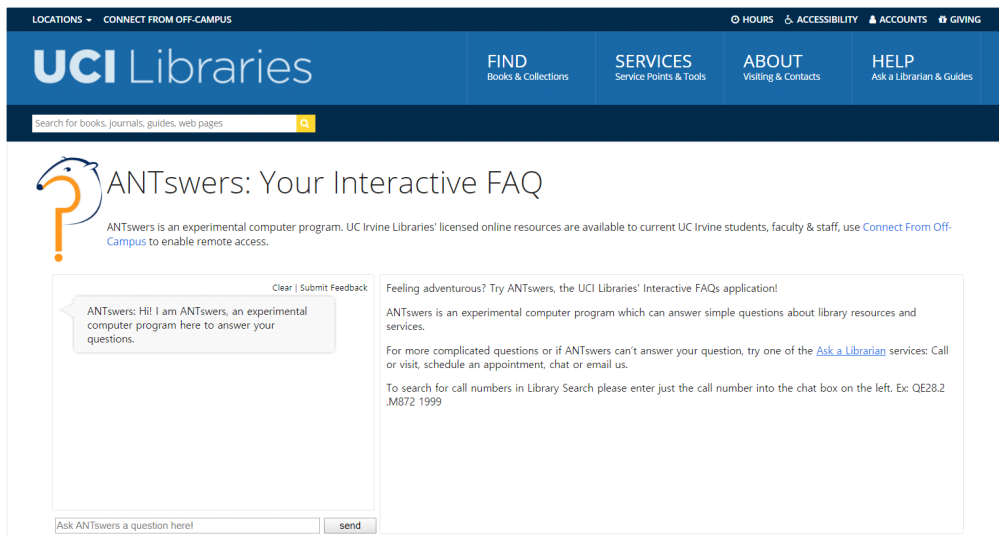 LOCATIONS CONNECT FROM OFF-CAMPUS HOURS ACCESSIBILITY ACCOUNTS GIVING
UCI Libraries
FIND
Books & Collections
SERVICES
Service Points & Tools
ABOUT
Visiting & Contacts
HELP
Ask a Librarian & Guides
Search for books, journals, guides, web pages
ANTswers: Your Interactive FAQ
ANTswers is an experimental computer program. UC Irvine Libraries' licensed online resources are available to current UC Irvine students, faculty & staff, use Connect From Off-
Campus to enable remote access.
Clear | Submit Feedback
ANTswers: Hi! I am ANTswers, an experimental
computer program here to answer your
questions.
Ask ANTswers a question here!
send
Feeling adventurous? Try ANTswers, the UCI Libraries' Interactive FAQs application!
ANTswers is an experimental computer program which can answer simple questions about library resources and
services.
For more complicated questions or if ANTswers can't answer your question, try one of the Ask a Librarian services: Call
or visit, schedule an appointment, chat or email us.
To search for call numbers in Library Search please enter just the call number into the chat box on the left. Ex: QE28.2
.M872 1999